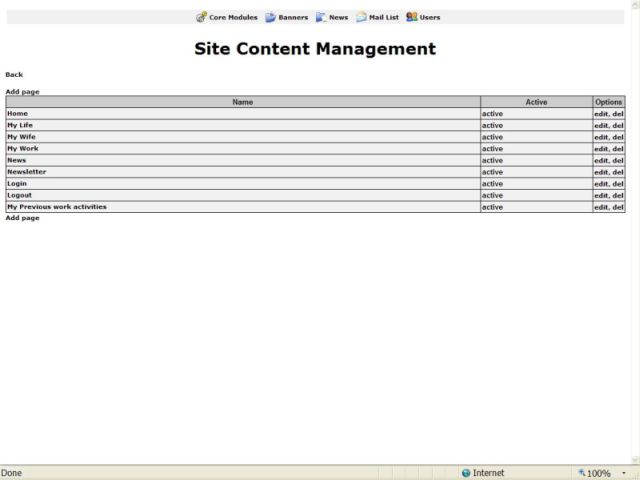 Core Modules Banners News Mail List Users
Site Content Management
Back
Add page
Name Active Options
Home active edit, del
My Life active edit, del
My Wife active edit, del
My Work active edit, del
News active edit, del
Newsletter active edit, del
Login active edit, del
Logout active edit, del
My Previous work activities active edit, del
Add page
Done Internet 100%